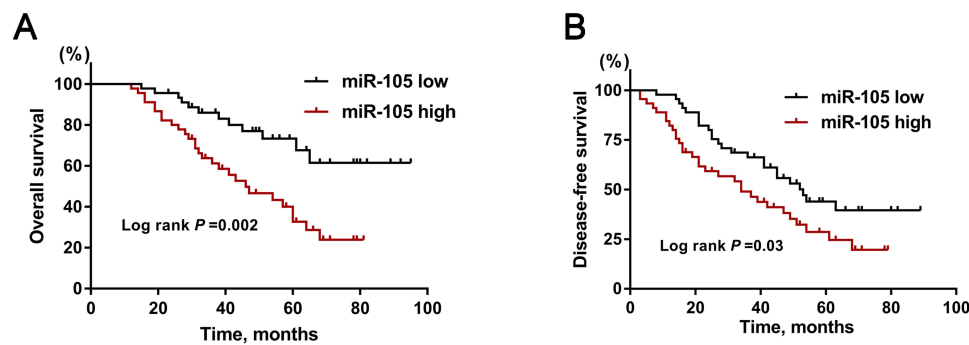 A
(%)
100
80
60
40
20
0
Overall survival
miR-105 low
miR-105 high
Log rank P =0.002
0 20 40 60 80 100
Time, months
B
(%)
100
75
50
25
0
Disease-free survival
miR-105 low
miR-105 high
Log rank P =0.03
0 20 40 60 80 100
Time, months